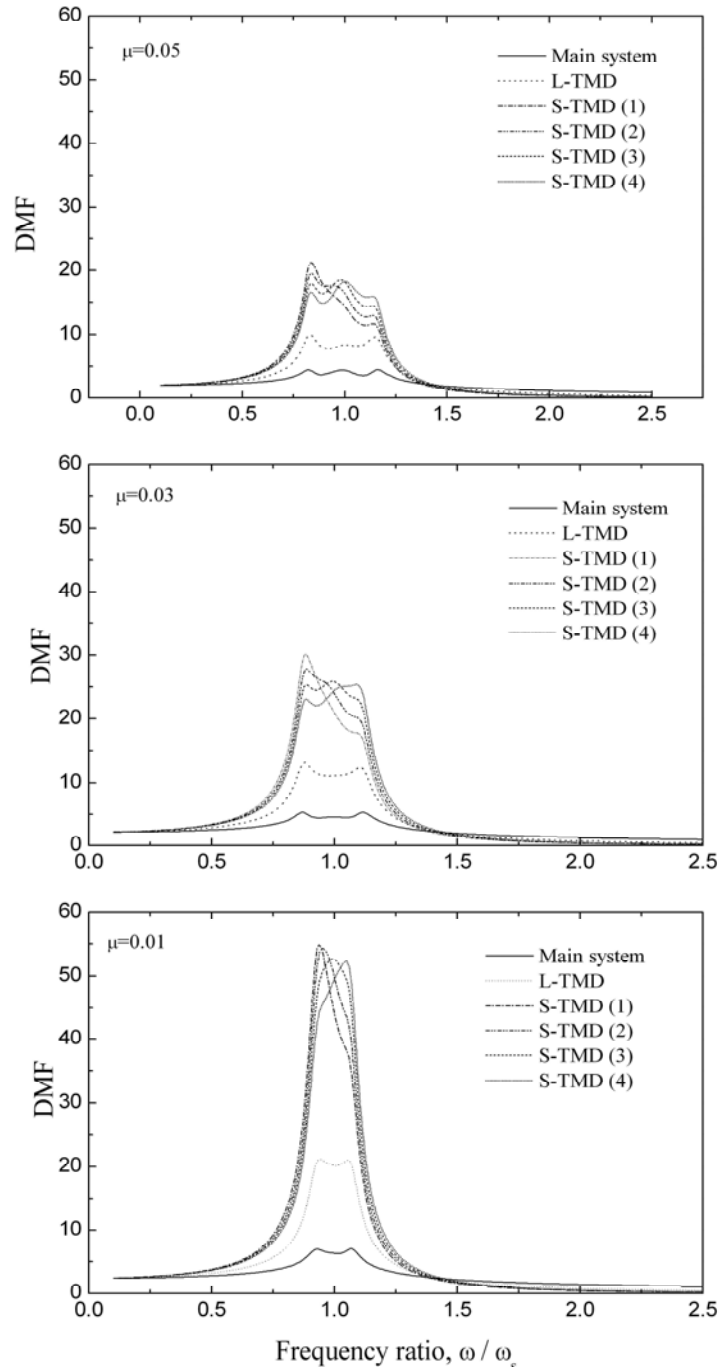 60
50
40
30
20
10
0
DMF
μ=0.05
Main system
L-TMD
S-TMD (1)
S-TMD (2)
S-TMD (3)
S-TMD (4)
0.0 0.5 1.0 1.5 2.0 2.5
60
50
40
30
20
10
0
DMF
μ=0.03
Main system
L-TMD
S-TMD (1)
S-TMD (2)
S-TMD (3)
S-TMD (4)
0.0 0.5 1.0 1.5 2.0 2.5
60
50
40
30
20
10
0
DMF
μ=0.01
Main system
L-TMD
S-TMD (1)
S-TMD (2)
S-TMD (3)
S-TMD (4)
0.0 0.5 1.0 1.5 2.0 2.5
Frequency ratio, ω / ωs